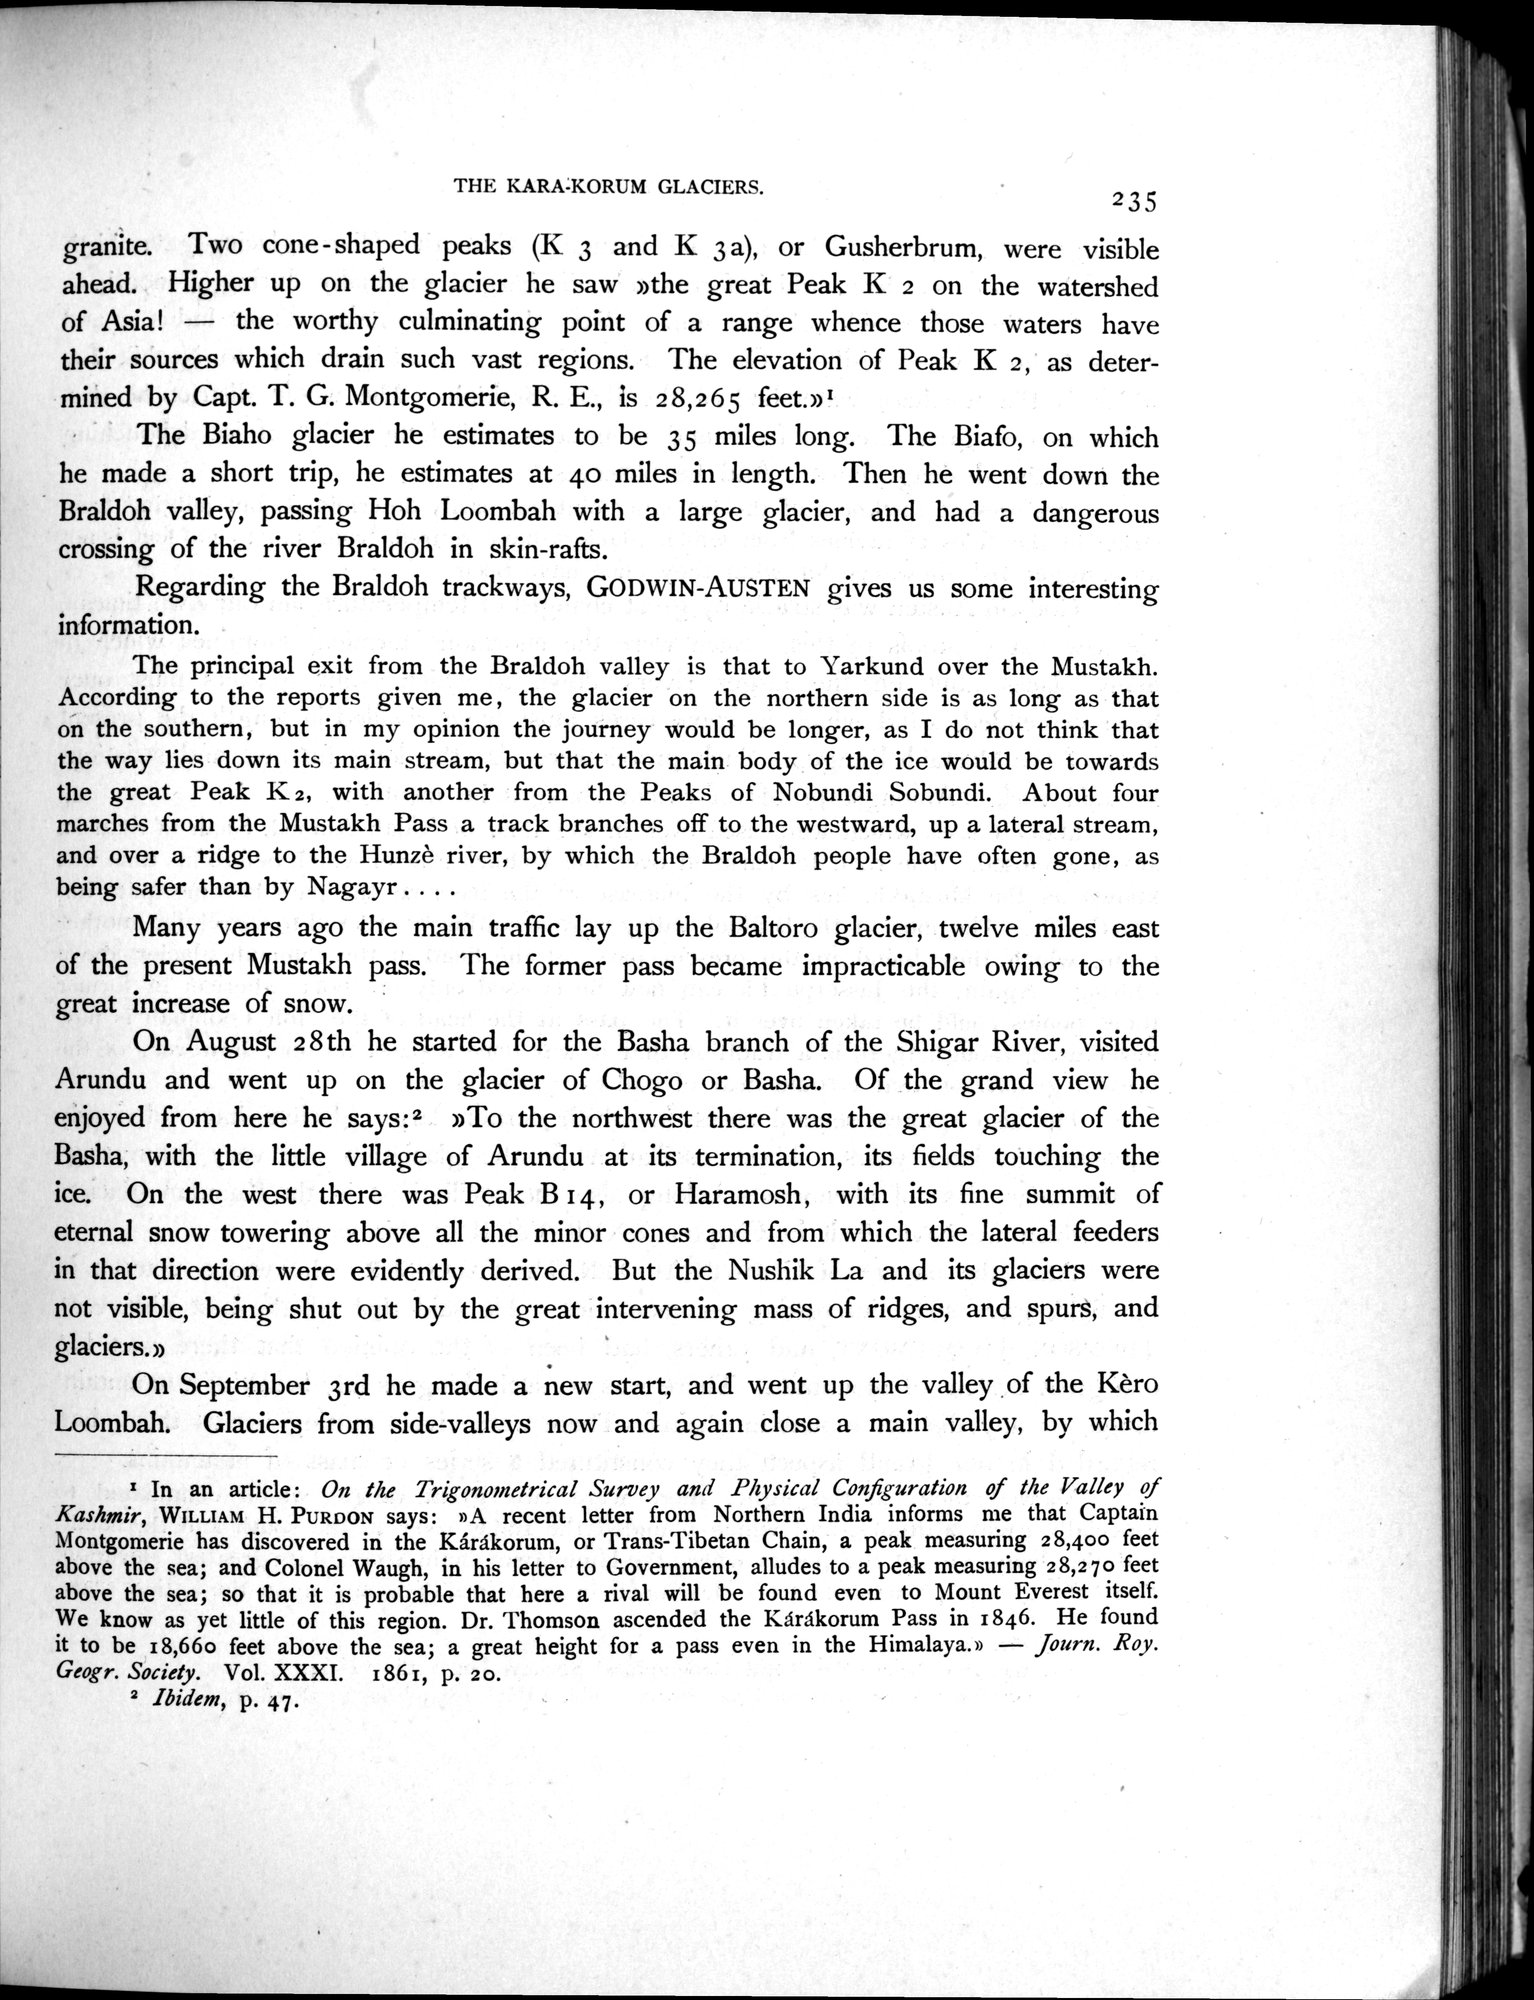 THE KARA-KORUM GLACIERS.
235
granite. Two cone-shaped peaks (K 3 and K 3a), or Gusherbrum, were visible
ahead. Higher up on the glacier he saw »the great Peak K 2 on the watershed
of Asia! — the worthy culminating point of a range whence those waters have
their sources which drain such vast regions. The elevation of Peak K 2, as deter-
mined by Capt. T. G. Montgomerie, R. E., is 28,265 feet.»¹
The Biaho glacier he estimates to be 35 miles long. The Biafo, on which
he made a short trip, he estimates at 40 miles in length. Then he went down the
Braldoh valley, passing Hoh Loombah with a large glacier, and had a dangerous
crossing of the river Braldoh in skin-rafts.
Regarding the Braldoh trackways, GODWIN-AUSTEN gives us some interesting
information.
The principal exit from the Braldoh valley is that to Yarkund over the Mustakh.
According to the reports given me, the glacier on the northern side is as long as that
on the southern, but in my opinion the journey would be longer, as I do not think that
the way lies down its main stream, but that the main body of the ice would be towards
the great Peak K 2, with another from the Peaks of Nobundi Sobundi. About four
marches from the Mustakh Pass a track branches off to the westward, up a lateral stream,
and over a ridge to the Hunzè river, by which the Braldoh people have often gone, as
being safer than by Nagayr . . . .
Many years ago the main traffic lay up the Baltoro glacier, twelve miles east
of the present Mustakh pass. The former pass became impracticable owing to the
great increase of snow.
On August 28th he started for the Basha branch of the Shigar River, visited
Arundu and went up on the glacier of Chogo or Basha. Of the grand view he
enjoyed from here he says:² »To the northwest there was the great glacier of the
Basha, with the little village of Arundu at its termination, its fields touching the
ice. On the west there was Peak B 14, or Haramosh, with its fine summit of
eternal snow towering above all the minor cones and from which the lateral feeders
in that direction were evidently derived. But the Nushik La and its glaciers were
not visible, being shut out by the great intervening mass of ridges, and spurs, and
glaciers.»
On September 3rd he made a new start, and went up the valley of the Kèro
Loombah. Glaciers from side-valleys now and again close a main valley, by which
¹ In an article: On the Trigonometrical Survey and Physical Configuration of the Valley of
Kashmir, WILLIAM H. PURDON says: »A recent letter from Northern India informs me that Captain
Montgomerie has discovered in the Kárákorum, or Trans-Tibetan Chain, a peak measuring 28,400 feet
above the sea; and Colonel Waugh, in his letter to Government, alludes to a peak measuring 28,270 feet
above the sea; so that it is probable that here a rival will be found even to Mount Everest itself.
We know as yet little of this region. Dr. Thomson ascended the Kárákorum Pass in 1846. He found
it to be 18,660 feet above the sea; a great height for a pass even in the Himalaya.» — Journ. Roy.
Geogr. Society. Vol. XXXI. 1861, p. 20.
² Ibidem, p. 47.